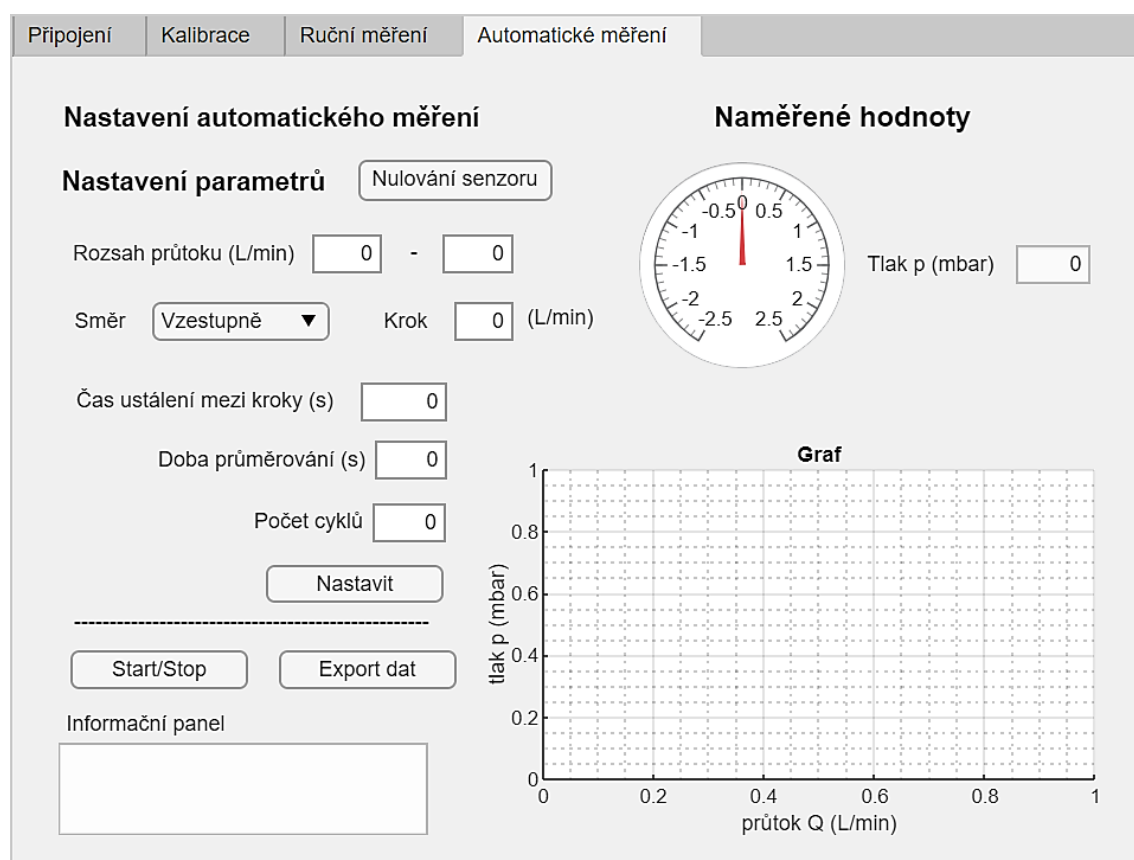 Připojení Kalibrace Ruční měření Automatické měření
Nastavení automatického měření
Nastavení parametrů Nulování senzoru
Rozsah průtoku (L/min) 0 - 0
Směr Vzestupně ▼ Krok 0 (L/min)
Čas ustálení mezi kroky (s) 0
Doba průměrování (s) 0
Počet cyklů 0
Nastavit
--------------------------------------------------
Start/Stop Export dat
Informační panel
Naměřené hodnoty
0
-0.5 0.5
-1 1
-1.5 1.5
-2 2
-2.5 2.5
Tlak p (mbar) 0
Graf
1
0.8
0.6
0.4
0.2
0
tlak p (mbar)
0 0.2 0.4 0.6 0.8 1
průtok Q (L/min)